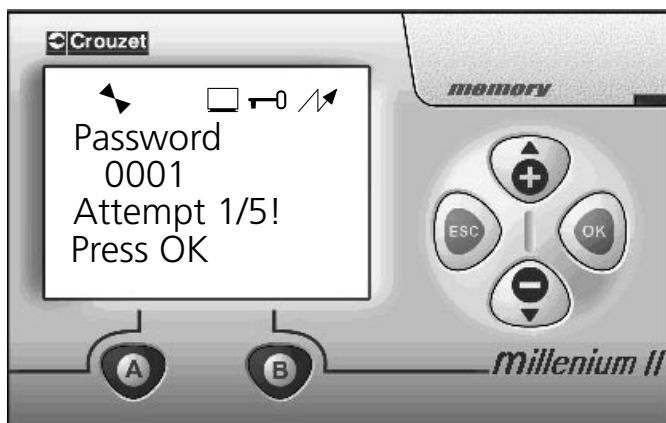 Crouzet
memory
Password
0001
Attempt 1/5!
Press OK
ESC
OK
A
B
millenium II